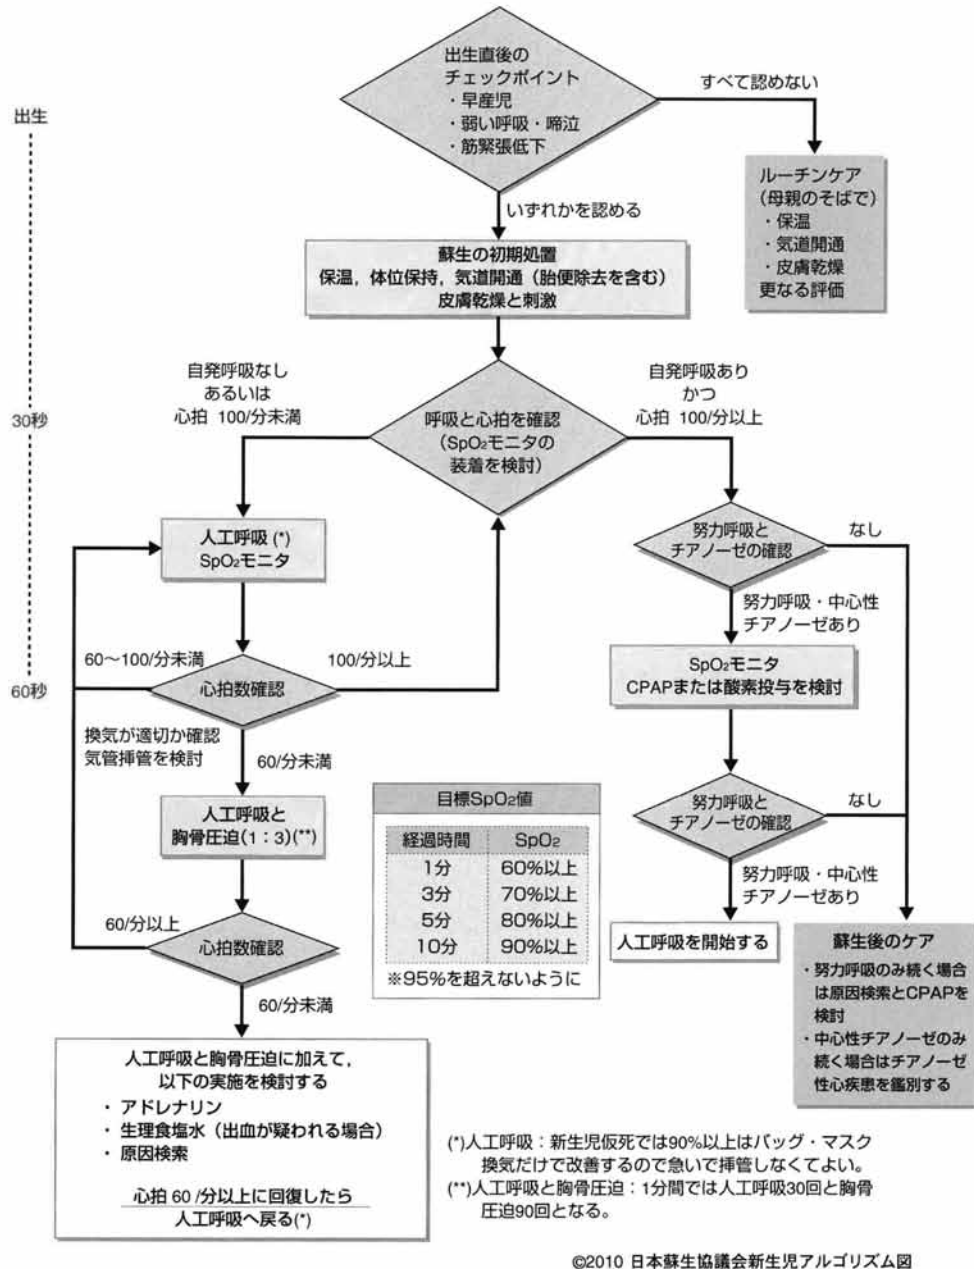 出生直後の
チェックポイント
・早産児
・弱い呼吸・啼泣
・筋緊張低下
すべて認めない
出生
ルーチンケア
(母親のそばで)
・保温
・気道開通
・皮膚乾燥
更なる評価
いずれかを認める
蘇生の初期処置
保温，体位保持，気道開通（胎便除去を含む）
皮膚乾燥と刺激
自発呼吸なし
あるいは
心拍 100/分未満
自発呼吸あり
かつ
心拍 100/分以上
30秒
呼吸と心拍を確認
（SpO₂モニタの
装着を検討）
人工呼吸(*)
SpO₂モニタ
努力呼吸と
チアノーゼの確認
なし
努力呼吸・中心性
チアノーゼあり
60〜100/分未満
100/分以上
60秒
心拍数確認
SpO₂モニタ
CPAPまたは酸素投与を検討
換気が適切か確認
気管挿管を検討
60/分未満
人工呼吸と
胸骨圧迫(1：3)(**)
目標SpO₂値
経過時間 SpO₂
1分 60%以上
3分 70%以上
5分 80%以上
10分 90%以上
※95%を超えないように
努力呼吸と
チアノーゼの確認
なし
努力呼吸・中心性
チアノーゼあり
60/分以上
心拍数確認
人工呼吸を開始する
蘇生後のケア
・努力呼吸のみ続く場合
は原因検索とCPAPを
検討
・中心性チアノーゼのみ
続く場合はチアノーゼ
性心疾患を鑑別する
60/分未満
人工呼吸と胸骨圧迫に加えて，
以下の実施を検討する
・ アドレナリン
・ 生理食塩水（出血が疑われる場合）
・ 原因検索
心拍 60 /分以上に回復したら
人工呼吸へ戻る(*)
(*)人工呼吸：新生児仮死では90%以上はバッグ・マスク
換気だけで改善するので急いで挿管しなくてよい。
(**)人工呼吸と胸骨圧迫：1分間では人工呼吸30回と胸骨
圧迫90回となる。
©2010 日本蘇生協議会新生児アルゴリズム図